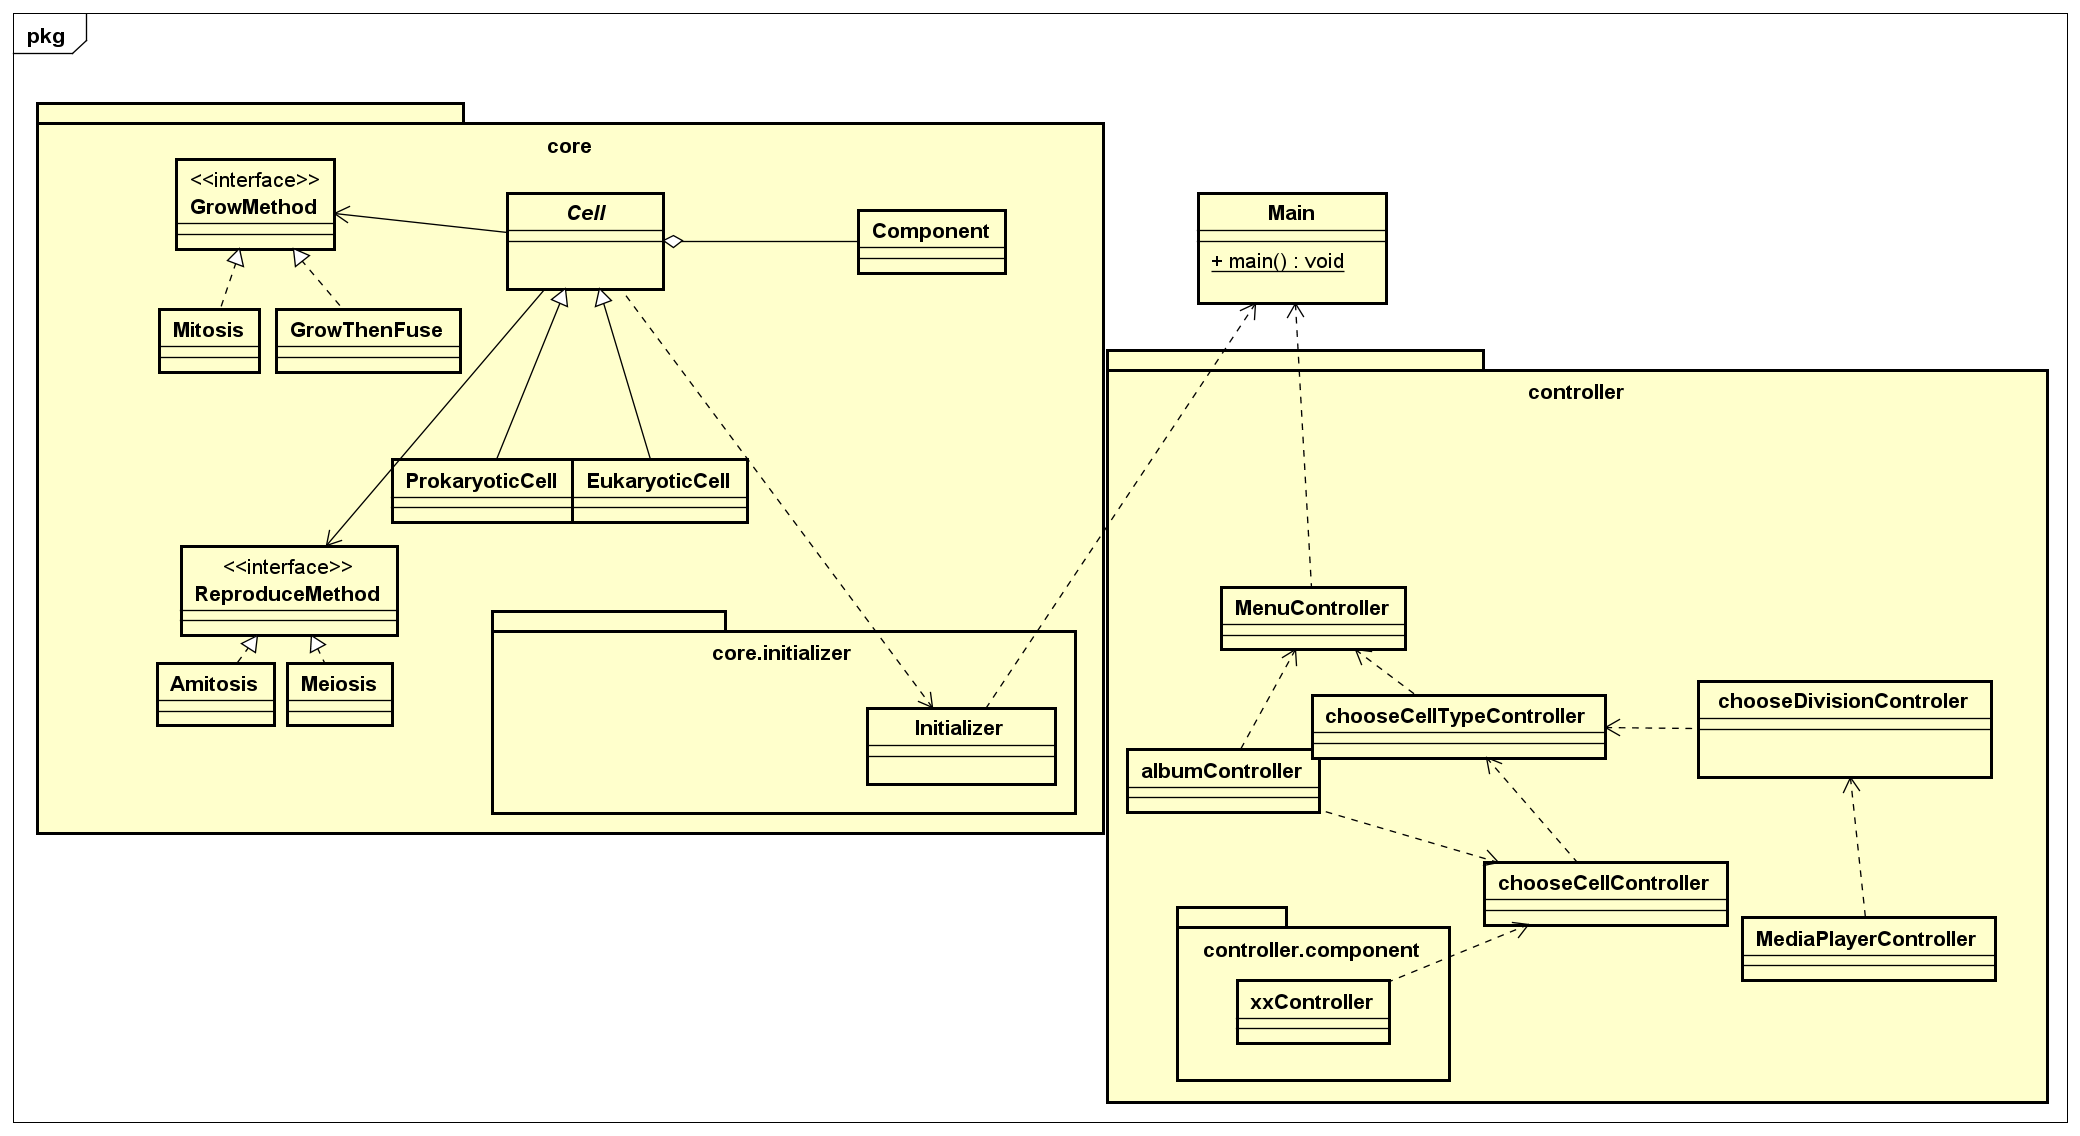 pkg
core
<<interface>>
GrowMethod
Cell
Component
Main
+ main() : void
Mitosis
GrowThenFuse
controller
ProkaryoticCell
EukaryoticCell
<<interface>>
ReproduceMethod
MenuController
core.initializer
Amitosis
Meiosis
Initializer
chooseCellTypeController
chooseDivisionControler
albumController
chooseCellController
controller.component
MediaPlayerController
xxController